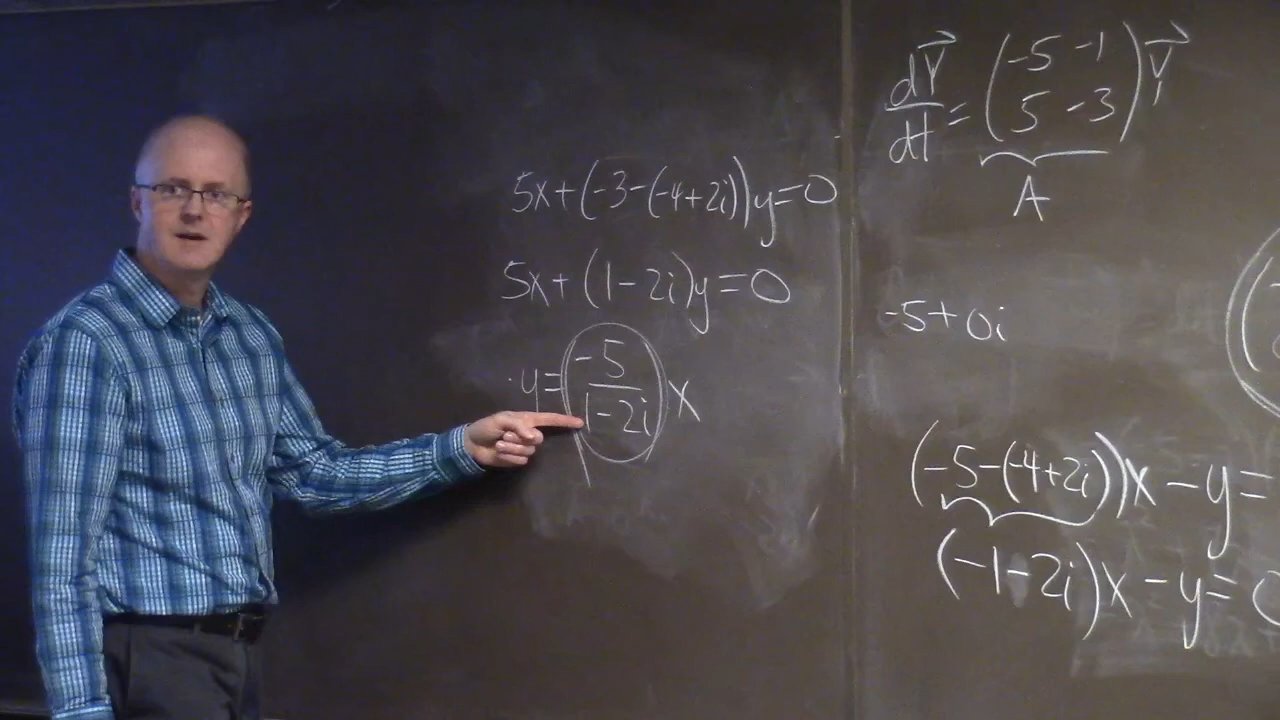 5x+(-3-(-4+2i))y=0
5x+(1-2i)y=0
y=(-5/(1-2i))x
dY⃗/dt=(-5 -1
5 -3)Y⃗
A
-5+0i
(-5-(-4+2i))x-y=
(-1-2i)x-y=0